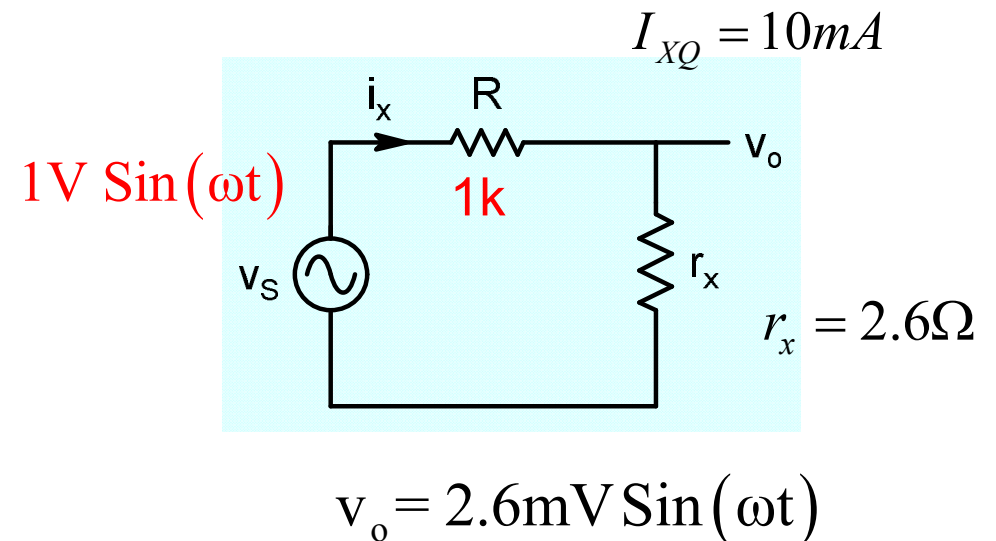 I_XQ = 10mA
i_x R
v_o
1V Sin(ωt)
1k
v_S
r_x
r_x = 2.6Ω
v_o = 2.6mV Sin(ωt)